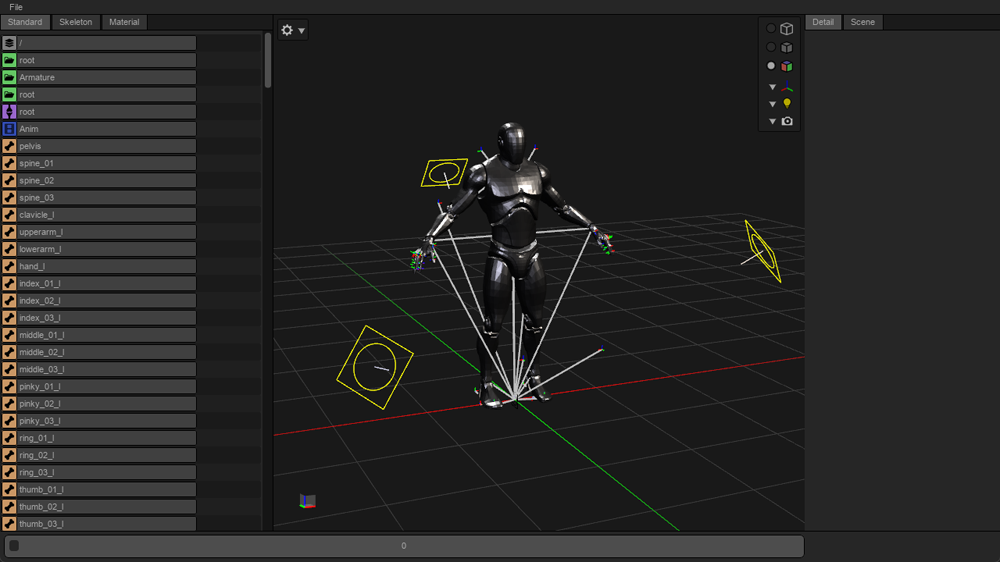 File
Standard Skeleton Material
Detail Scene
/
root
Armature
root
root
Anim
pelvis
spine_01
spine_02
spine_03
clavicle_l
upperarm_l
lowerarm_l
hand_l
index_01_l
index_02_l
index_03_l
middle_01_l
middle_02_l
middle_03_l
pinky_01_l
pinky_02_l
pinky_03_l
ring_01_l
ring_02_l
ring_03_l
thumb_01_l
thumb_02_l
thumb_03_l
0